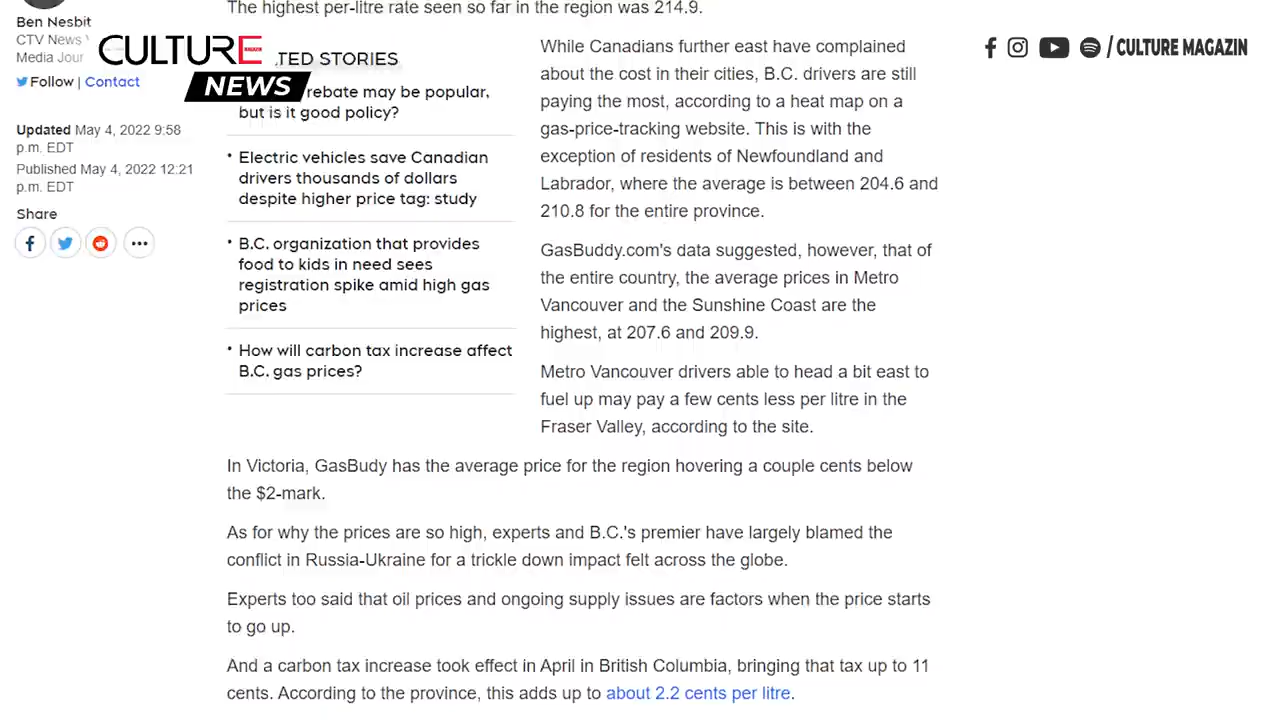 The highest per-litre rate seen so far in the region was 214.9.
Ben Nesbit
CTV News
Media Jour
Follow | Contact
Updated May 4, 2022 9:58
p.m. EDT
Published May 4, 2022 12:21
p.m. EDT
Share
CULTURE
NEWS
/ CULTURE MAGAZIN
TED STORIES
rebate may be popular,
but is it good policy?
• Electric vehicles save Canadian
drivers thousands of dollars
despite higher price tag: study
• B.C. organization that provides
food to kids in need sees
registration spike amid high gas
prices
• How will carbon tax increase affect
B.C. gas prices?
While Canadians further east have complained
about the cost in their cities, B.C. drivers are still
paying the most, according to a heat map on a
gas-price-tracking website. This is with the
exception of residents of Newfoundland and
Labrador, where the average is between 204.6 and
210.8 for the entire province.
GasBuddy.com's data suggested, however, that of
the entire country, the average prices in Metro
Vancouver and the Sunshine Coast are the
highest, at 207.6 and 209.9.
Metro Vancouver drivers able to head a bit east to
fuel up may pay a few cents less per litre in the
Fraser Valley, according to the site.
In Victoria, GasBudy has the average price for the region hovering a couple cents below
the $2-mark.
As for why the prices are so high, experts and B.C.'s premier have largely blamed the
conflict in Russia-Ukraine for a trickle down impact felt across the globe.
Experts too said that oil prices and ongoing supply issues are factors when the price starts
to go up.
And a carbon tax increase took effect in April in British Columbia, bringing that tax up to 11
cents. According to the province, this adds up to about 2.2 cents per litre.